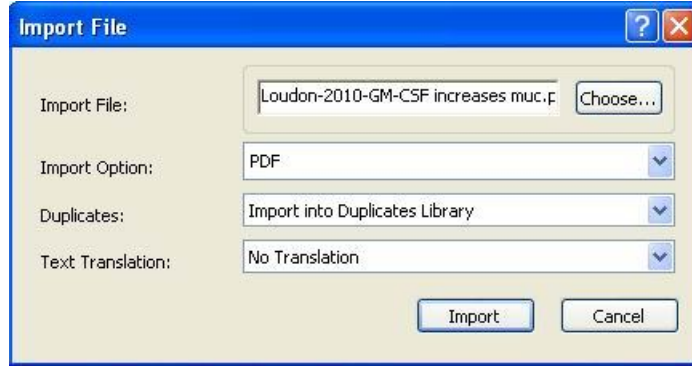 Import File
Import File: Loudon-2010-GM-CSF increases muc.p Choose...
Import Option: PDF
Duplicates: Import into Duplicates Library
Text Translation: No Translation
Import Cancel